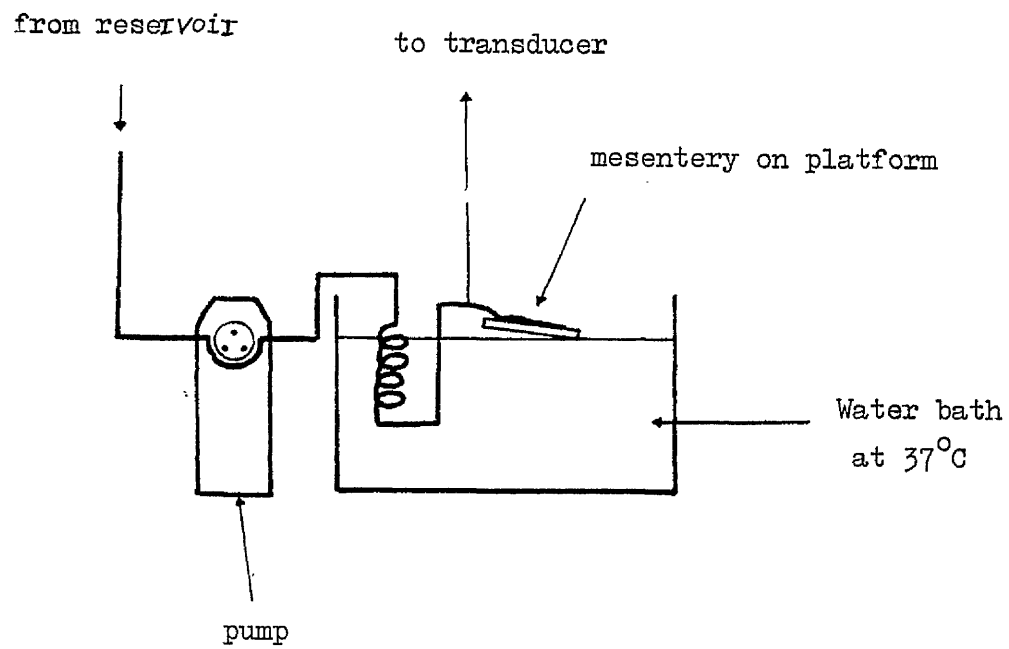 from reservoir
to transducer
mesentery on platform
Water bath
at 37°C
pump